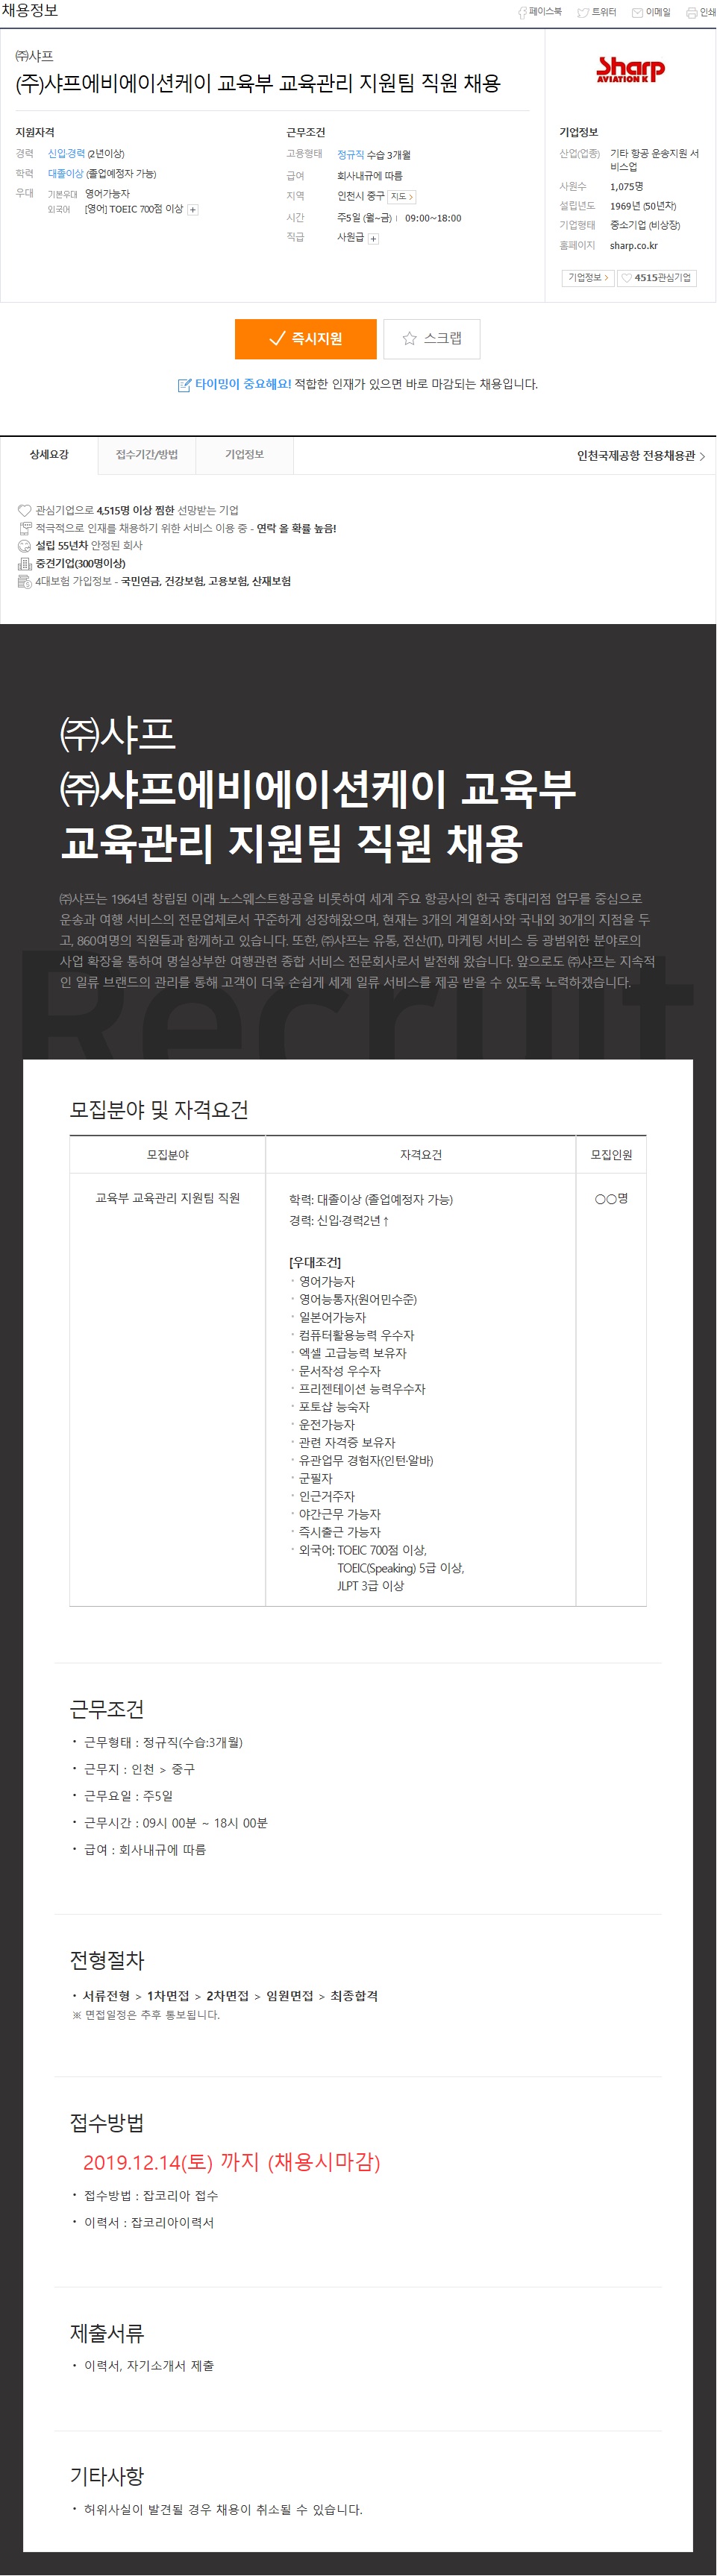 채용정보
페이스북 트위터 이메일 인쇄
㈜샤프
(주)샤프에비에이션케이 교육부 교육관리 지원팀 직원 채용
지원자격
경력 신입·경력 (2년이상)
학력 대졸이상 (졸업예정자 가능)
우대 기본우대 영어가능자
외국어 [영어] TOEIC 700점 이상 +
근무조건
고용형태 정규직 수습 3개월
급여 회사내규에 따름
지역 인천시 중구 지도 >
시간 주5일 (월~금) | 09:00~18:00
직급 사원급 +
Sharp
AVIATION K
기업정보
산업(업종) 기타 항공 운송지원 서
비스업
사원수 1,075명
설립년도 1969년 (50년차)
기업형태 중소기업 (비상장)
홈페이지 sharp.co.kr
기업정보 > 4515관심기업
즉시지원 스크랩
타이밍이 중요해요! 적합한 인재가 있으면 바로 마감되는 채용입니다.
상세요강 접수기간/방법 기업정보 인천국제공항 전용채용관 >
관심기업으로 4,515명 이상 찜한 선망받는 기업
적극적으로 인재를 채용하기 위한 서비스 이용 중 - 연락 올 확률 높음!
설립 55년차 안정된 회사
중견기업(300명이상)
4대보험 가입정보 - 국민연금, 건강보험, 고용보험, 산재보험
㈜샤프
㈜샤프에비에이션케이 교육부
교육관리 지원팀 직원 채용
㈜샤프는 1964년 창립된 이래 노스웨스트항공을 비롯하여 세계 주요 항공사의 한국 총대리점 업무를 중심으로
운송과 여행 서비스의 전문업체로서 꾸준하게 성장해왔으며, 현재는 3개의 계열회사와 국내외 30개의 지점을 두
고, 860여명의 직원들과 함께하고 있습니다. 또한, ㈜샤프는 유통, 전산(IT), 마케팅 서비스 등 광범위한 분야로의
사업 확장을 통하여 명실상부한 여행관련 종합 서비스 전문회사로서 발전해 왔습니다. 앞으로도 ㈜샤프는 지속적
인 일류 브랜드의 관리를 통해 고객이 더욱 손쉽게 세계 일류 서비스를 제공 받을 수 있도록 노력하겠습니다.
Recruit
모집분야 및 자격요건
모집분야 자격요건 모집인원
교육부 교육관리 지원팀 직원 학력: 대졸이상 (졸업예정자 가능) ○○명
경력: 신입·경력2년↑
[우대조건]
· 영어가능자
· 영어능통자(원어민수준)
· 일본어가능자
· 컴퓨터활용능력 우수자
· 엑셀 고급능력 보유자
· 문서작성 우수자
· 프리젠테이션 능력우수자
· 포토샵 능숙자
· 운전가능자
· 관련 자격증 보유자
· 유관업무 경험자(인턴·알바)
· 군필자
· 인근거주자
· 야간근무 가능자
· 즉시출근 가능자
· 외국어: TOEIC 700점 이상,
TOEIC(Speaking) 5급 이상,
JLPT 3급 이상
근무조건
· 근무형태 : 정규직(수습:3개월)
· 근무지 : 인천 > 중구
· 근무요일 : 주5일
· 근무시간 : 09시 00분 ~ 18시 00분
· 급여 : 회사내규에 따름
전형절차
· 서류전형 > 1차면접 > 2차면접 > 임원면접 > 최종합격
※ 면접일정은 추후 통보됩니다.
접수방법
2019.12.14(토) 까지 (채용시마감)
· 접수방법 : 잡코리아 접수
· 이력서 : 잡코리아이력서
제출서류
· 이력서, 자기소개서 제출
기타사항
· 허위사실이 발견될 경우 채용이 취소될 수 있습니다.